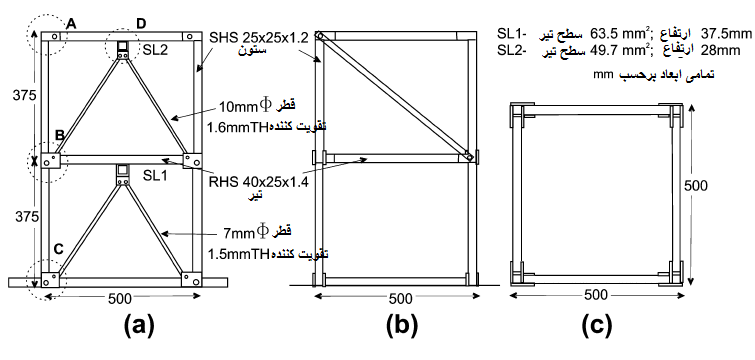 A
D
SL2
SHS 25x25x1.2
ستون
375
10mmΦ قطر
1.6mmTH تقویت کننده
B
SL1
RHS 40x25x1.4
تیر
375
7mmΦ قطر
1.5mmTH تقویت کننده
C
500
(a)
500
(b)
SL1- سطح تیر 63.5 mm²; ارتفاع 37.5mm
SL2- سطح تیر 49.7 mm²; ارتفاع 28mm
تمامی ابعاد برحسب mm
500
500
(c)